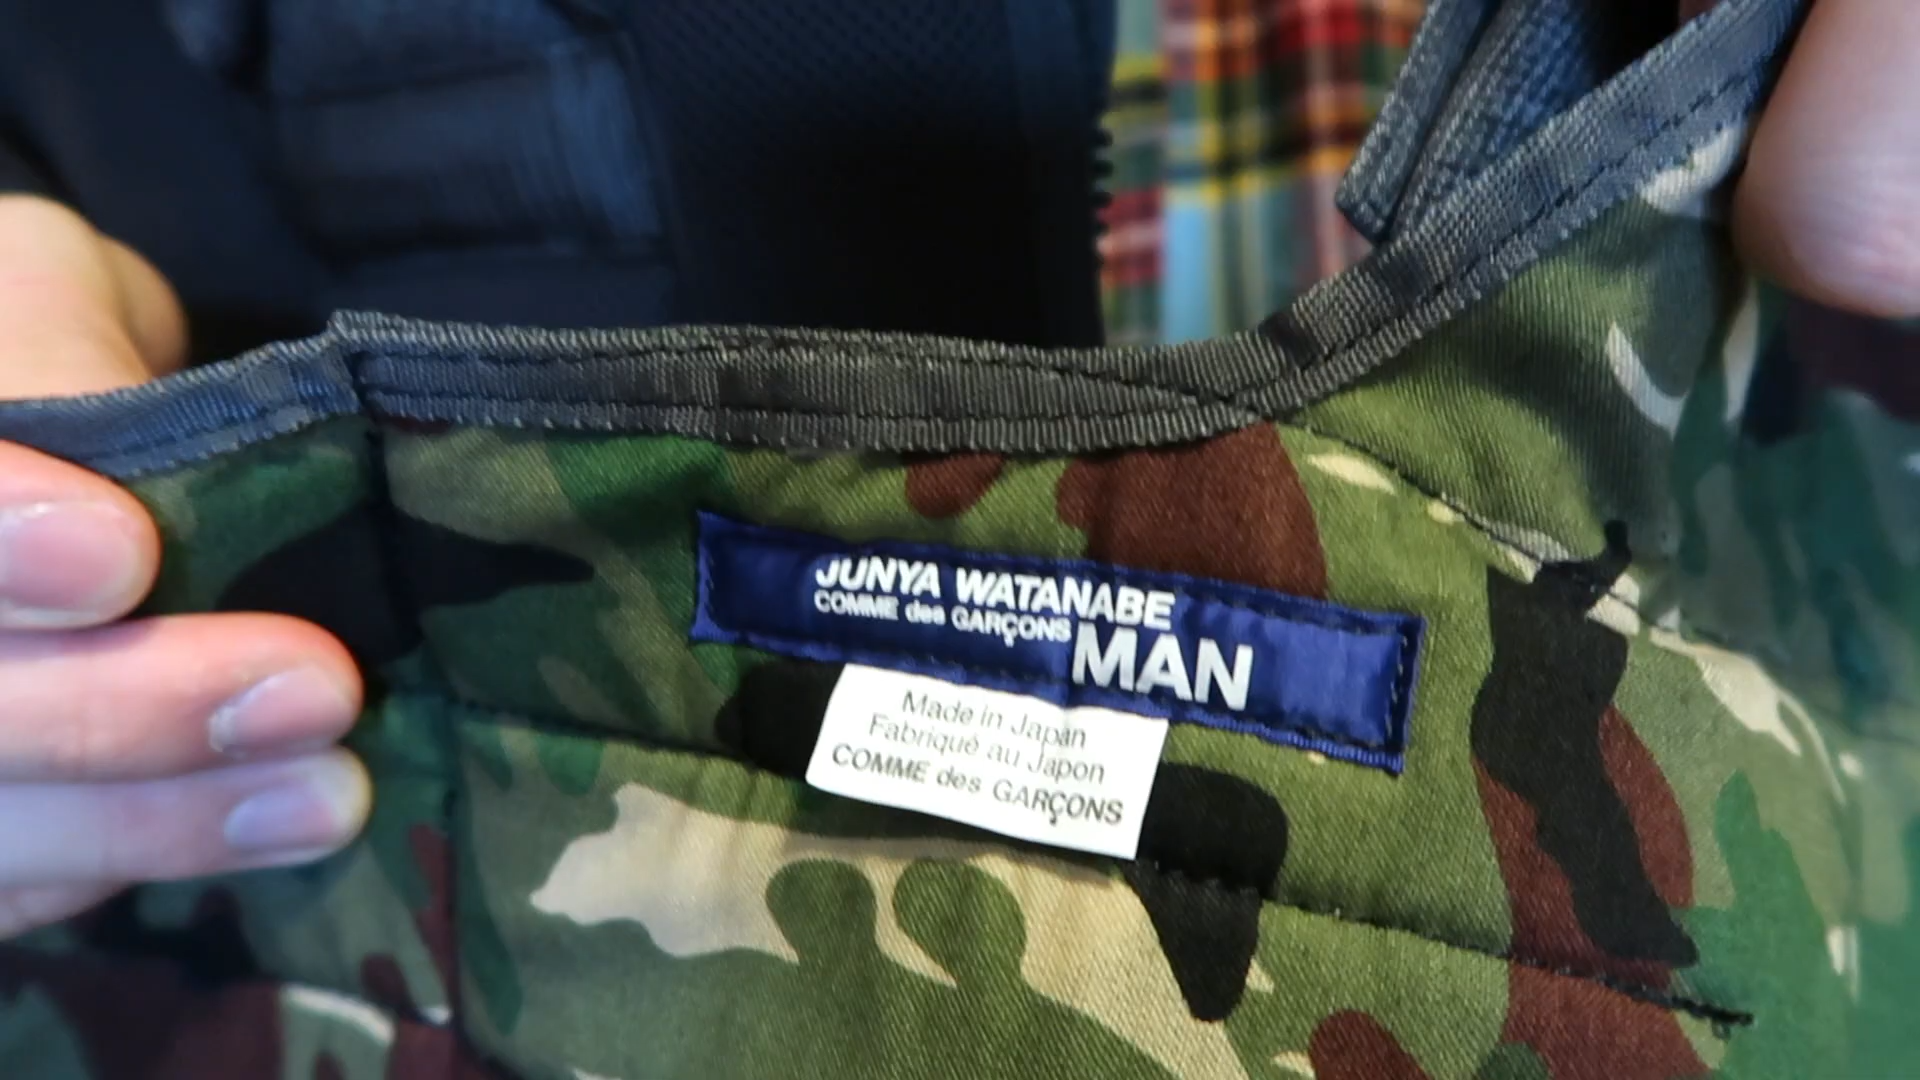 JUNYA WATANABE
COMME des GARÇONS
MAN
Made in Japan
Fabriqué au Japon
COMME des GARÇONS